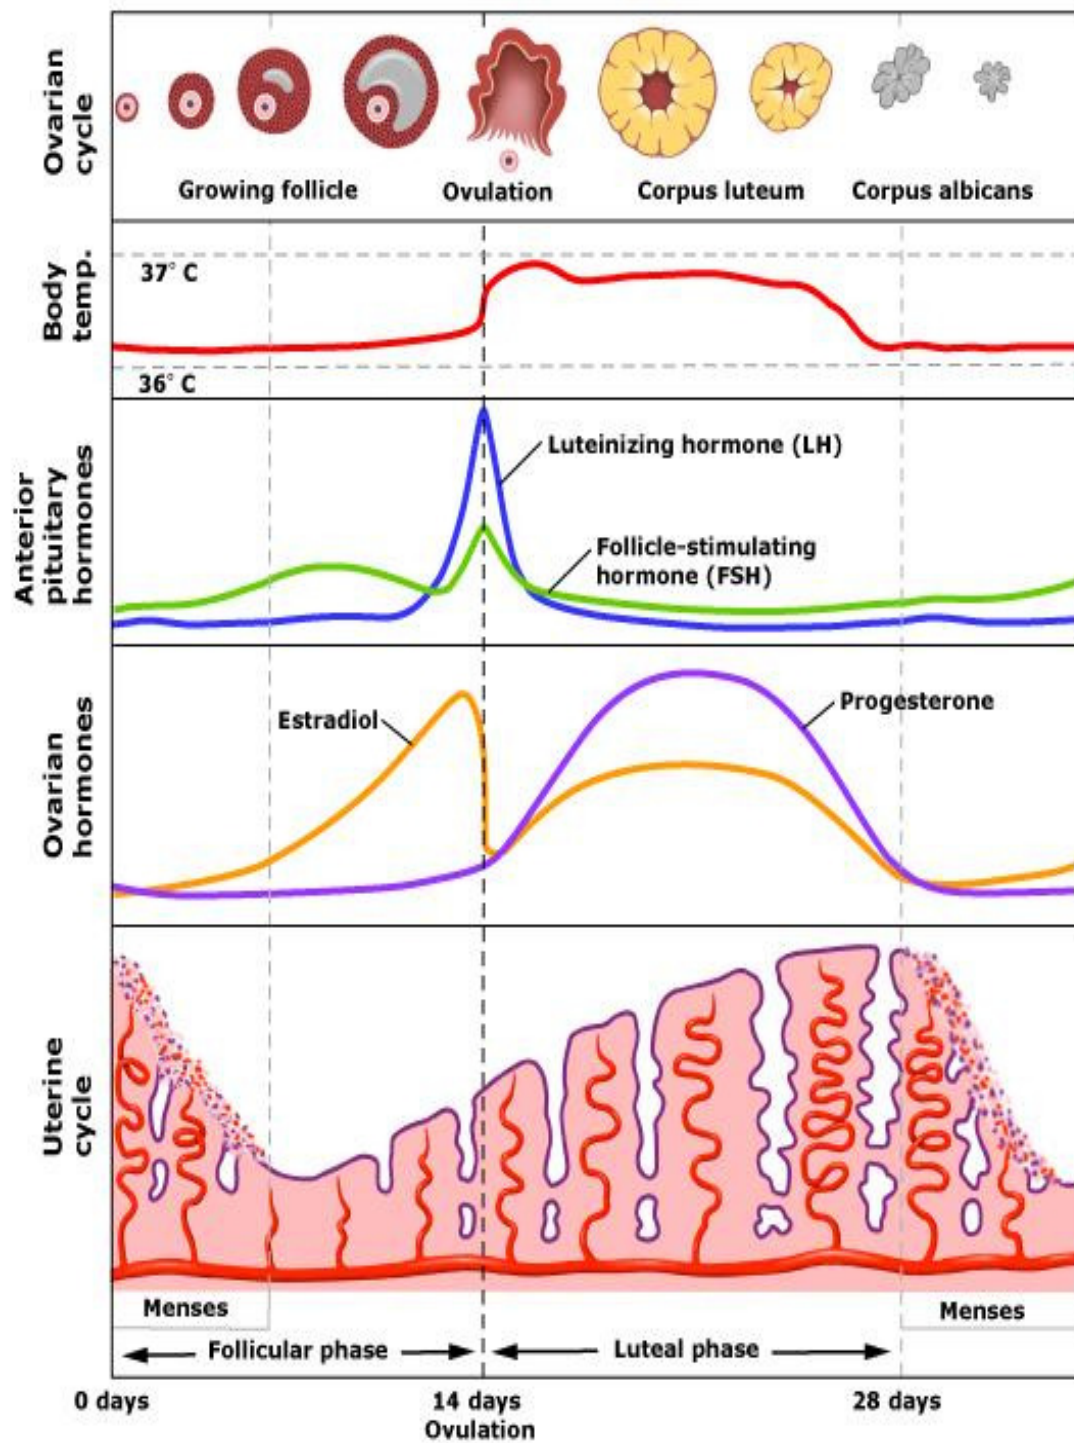 Ovarian
cycle
Growing follicle
Ovulation
Corpus luteum
Corpus albicans
Body
temp.
37° C
36° C
Anterior
pituitary
hormones
Luteinizing hormone (LH)
Follicle-stimulating
hormone (FSH)
Ovarian
hormones
Estradiol
Progesterone
Uterine
cycle
Menses
Menses
Follicular phase
Luteal phase
0 days
14 days
28 days
Ovulation